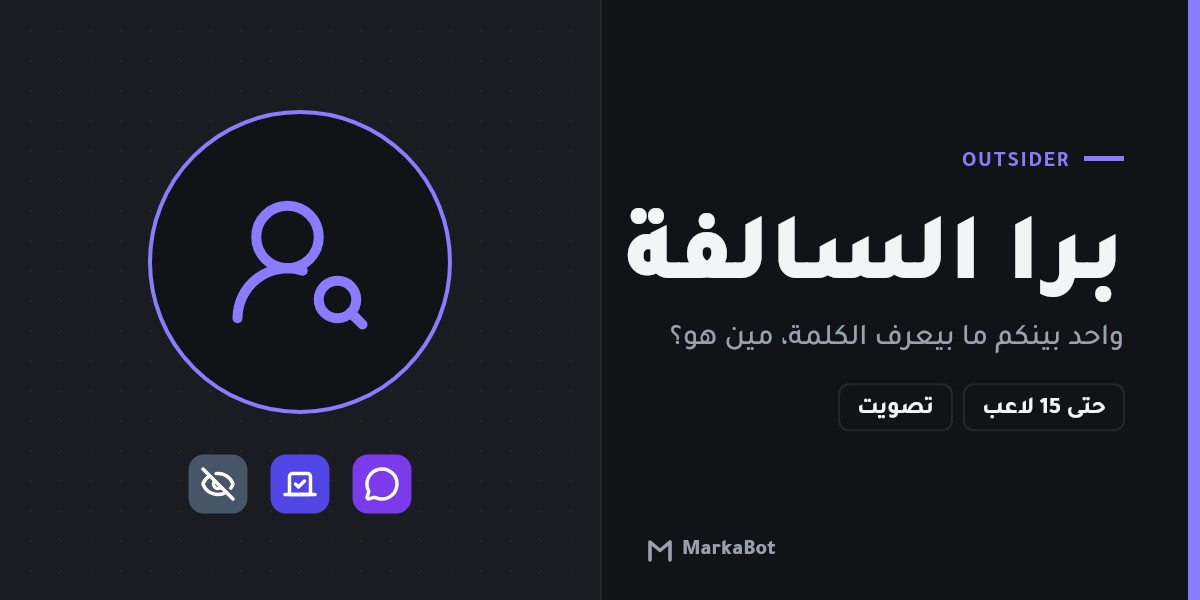 OUTSIDER
برا السالفة
واحد بينكم ما بيعرف الكلمة، مين هو؟
حتى 15 لاعب
تصويت
MarkaBot